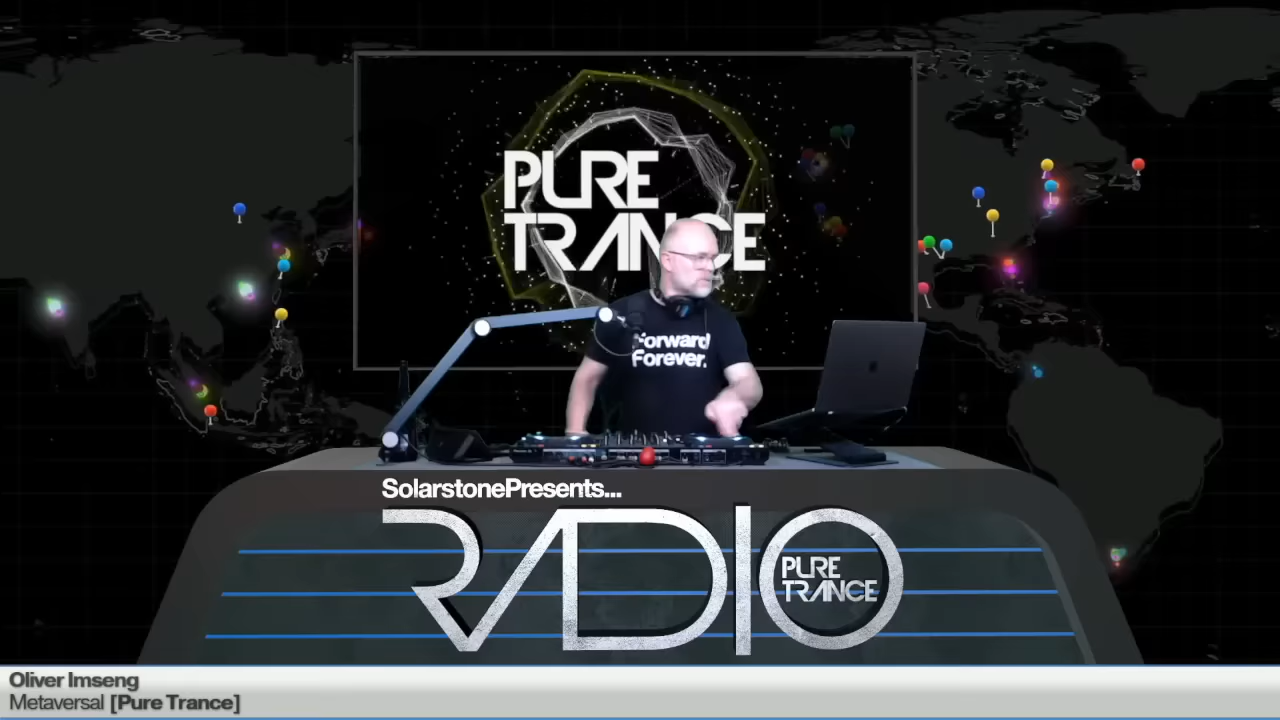 PURE
TRANCE
Forward
Forever.
SolarstonePresents...
RADIO
PURE
TRANCE
Oliver Imseng
Metaversal [Pure Trance]